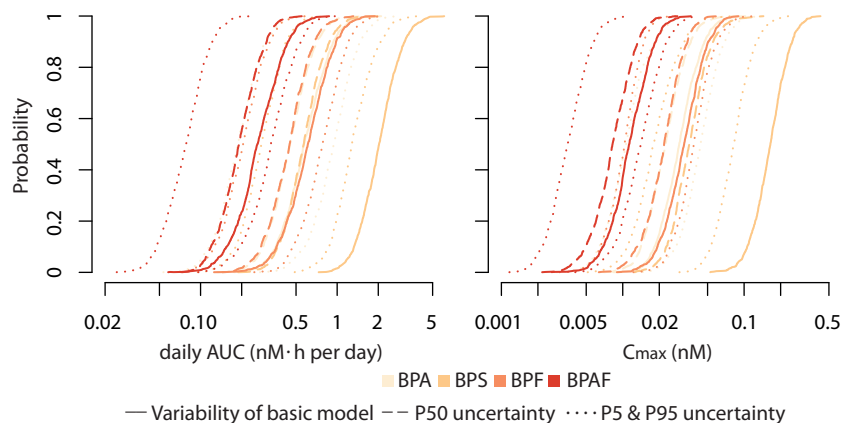 Probability
1
0.8
0.6
0.4
0.2
0
0.02 0.10 0.5 1 2 5
daily AUC (nM·h per day)
1
0.8
0.6
0.4
0.2
0
0.001 0.005 0.02 0.1 0.5
Cmax (nM)
BPA BPS BPF BPAF
Variability of basic model P50 uncertainty P5 & P95 uncertainty